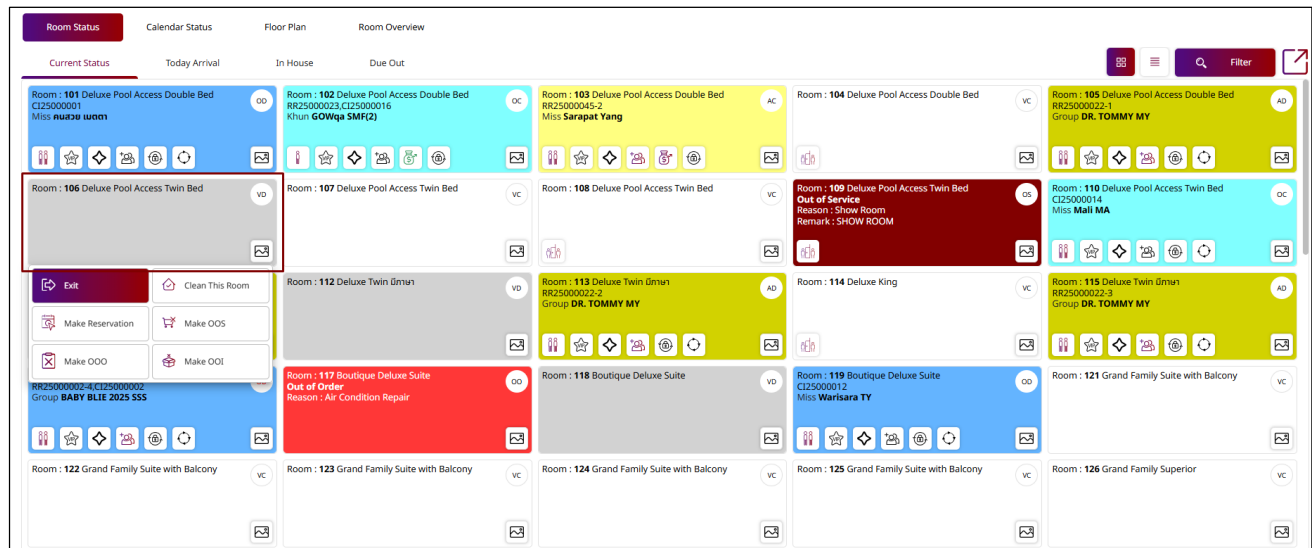 Room Status Calendar Status Floor Plan Room Overview
Current Status Today Arrival In House Due Out Filter
Room : 101 Deluxe Pool Access Double Bed OD
CI25000001
Miss คนสวย เมตตา
Room : 102 Deluxe Pool Access Double Bed OC
RR25000023,CI25000016
Khun GOWqa SMF(2)
Room : 103 Deluxe Pool Access Double Bed AC
RR25000045-2
Miss Sarapat Yang
Room : 104 Deluxe Pool Access Double Bed VC
Room : 105 Deluxe Pool Access Double Bed AD
RR25000022-1
Group DR. TOMMY MY
Room : 106 Deluxe Pool Access Twin Bed VD
Room : 107 Deluxe Pool Access Twin Bed VC
Room : 108 Deluxe Pool Access Twin Bed VC
Room : 109 Deluxe Pool Access Twin Bed OS
Out of Service
Reason : Show Room
Remark : SHOW ROOM
Room : 110 Deluxe Pool Access Twin Bed OC
CI25000014
Miss Mali MA
Exit Clean This Room
Make Reservation Make OOS
Make OOO Make OOI
Room : 112 Deluxe Twin มีภาษา VD
Room : 113 Deluxe Twin มีภาษา AD
RR25000022-2
Group DR. TOMMY MY
Room : 114 Deluxe King VC
Room : 115 Deluxe Twin มีภาษา AD
RR25000022-3
Group DR. TOMMY MY
RR25000002-4,CI25000002
Group BABY BLIE 2025 SSS
Room : 117 Boutique Deluxe Suite OO
Out of Order
Reason : Air Condition Repair
Room : 118 Boutique Deluxe Suite VD
Room : 119 Boutique Deluxe Suite OD
CI25000012
Miss Warisara TY
Room : 121 Grand Family Suite with Balcony VC
Room : 122 Grand Family Suite with Balcony VC
Room : 123 Grand Family Suite with Balcony VC
Room : 124 Grand Family Suite with Balcony VC
Room : 125 Grand Family Suite with Balcony VC
Room : 126 Grand Family Superior VC